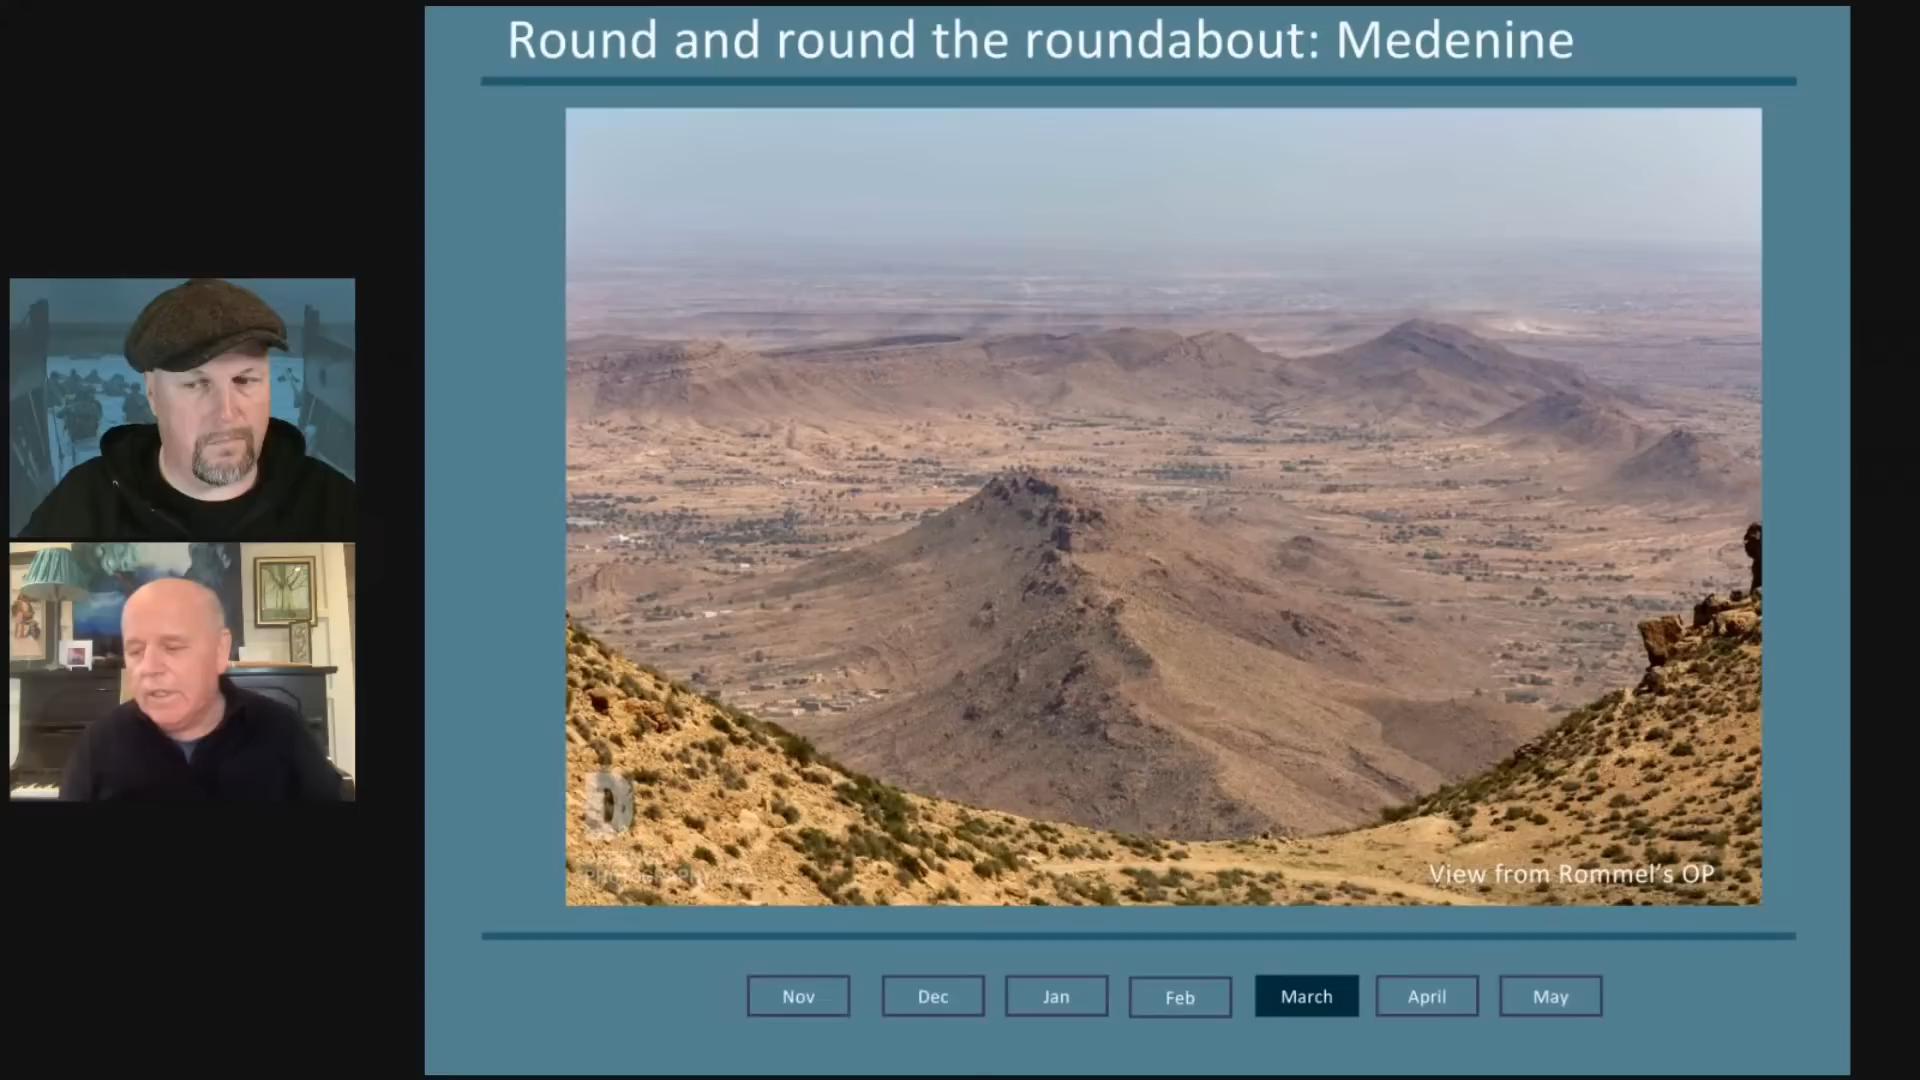 Round and round the roundabout: Medenine
View from Rommel's OP
Nov
Dec
Jan
Feb
March
April
May